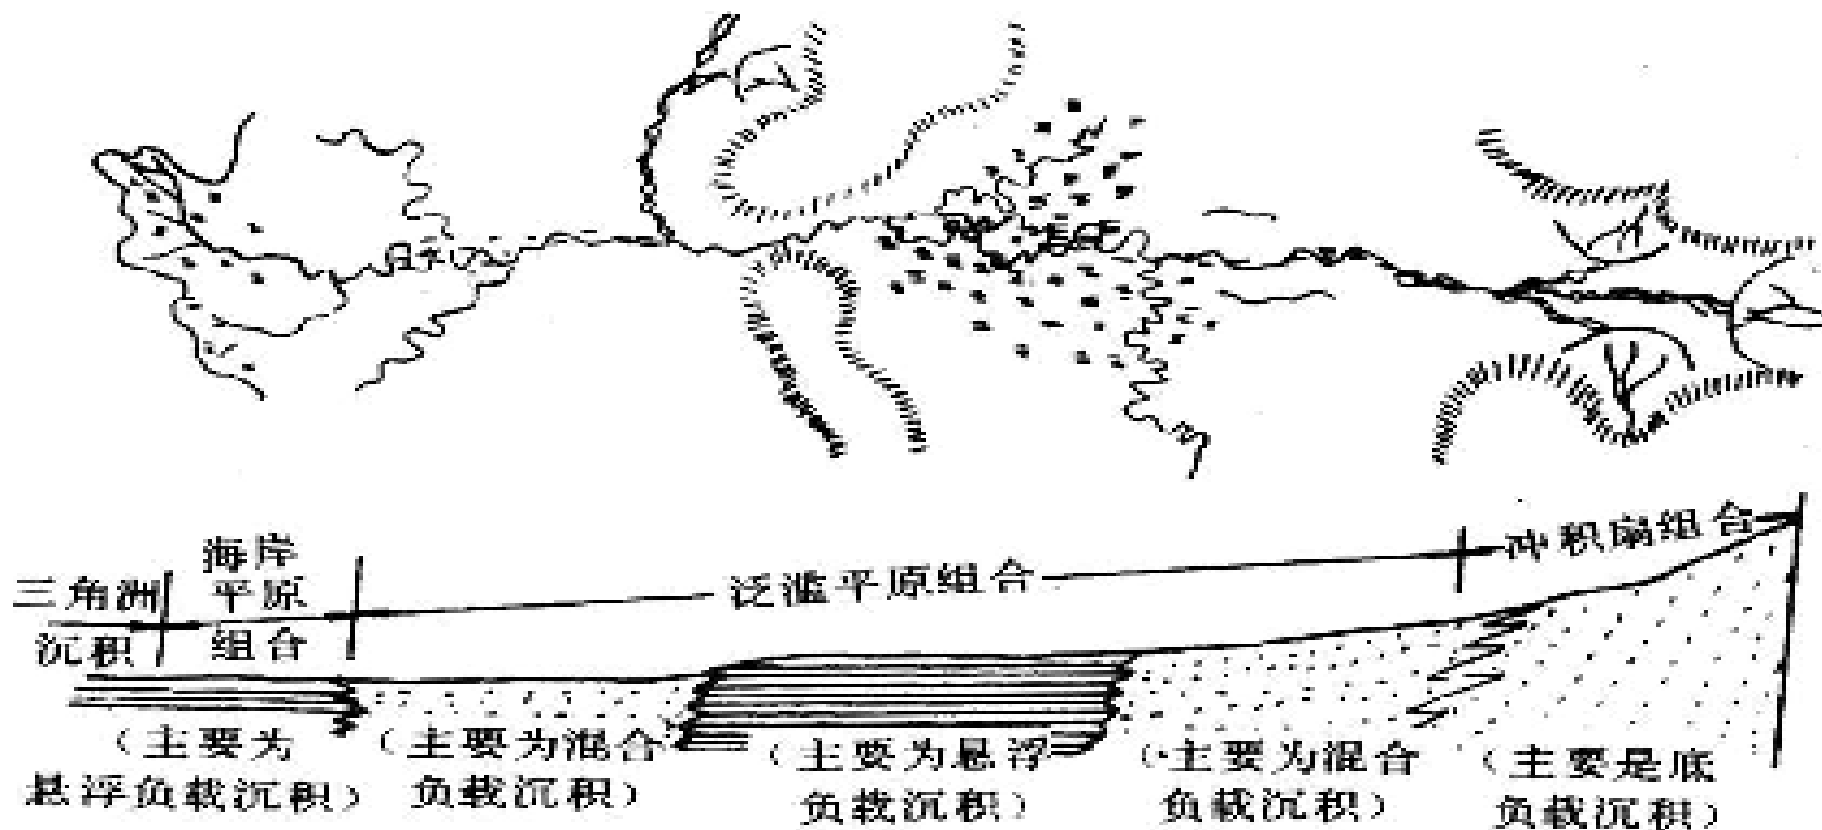 三角洲
沉积
海岸
平原
组合
泛滥平原组合
冲积扇组合
(主要为
悬浮负载沉积)
(主要为混合
负载沉积)
(主要为悬浮
负载沉积)
(主要为混合
负载沉积)
(主要是底
负载沉积)